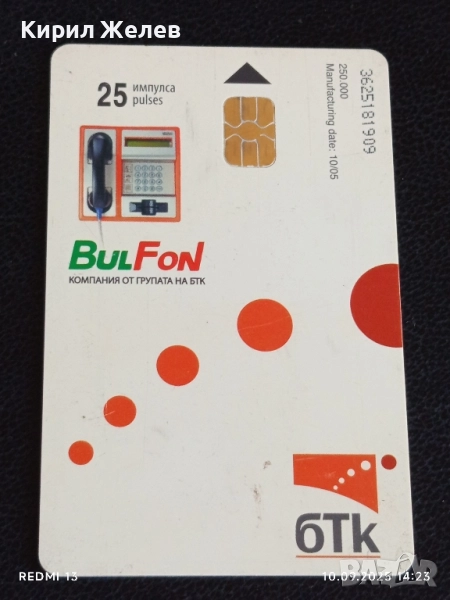 Кирил Желев
25 импулса
pulses
250.000
Manufacturing date: 10/05
3625181909
BULFON
КОМПАНИЯ ОТ ГРУПАТА НА БТК
бТк
REDMI 13
10.09.2025 14:23
BAZAR